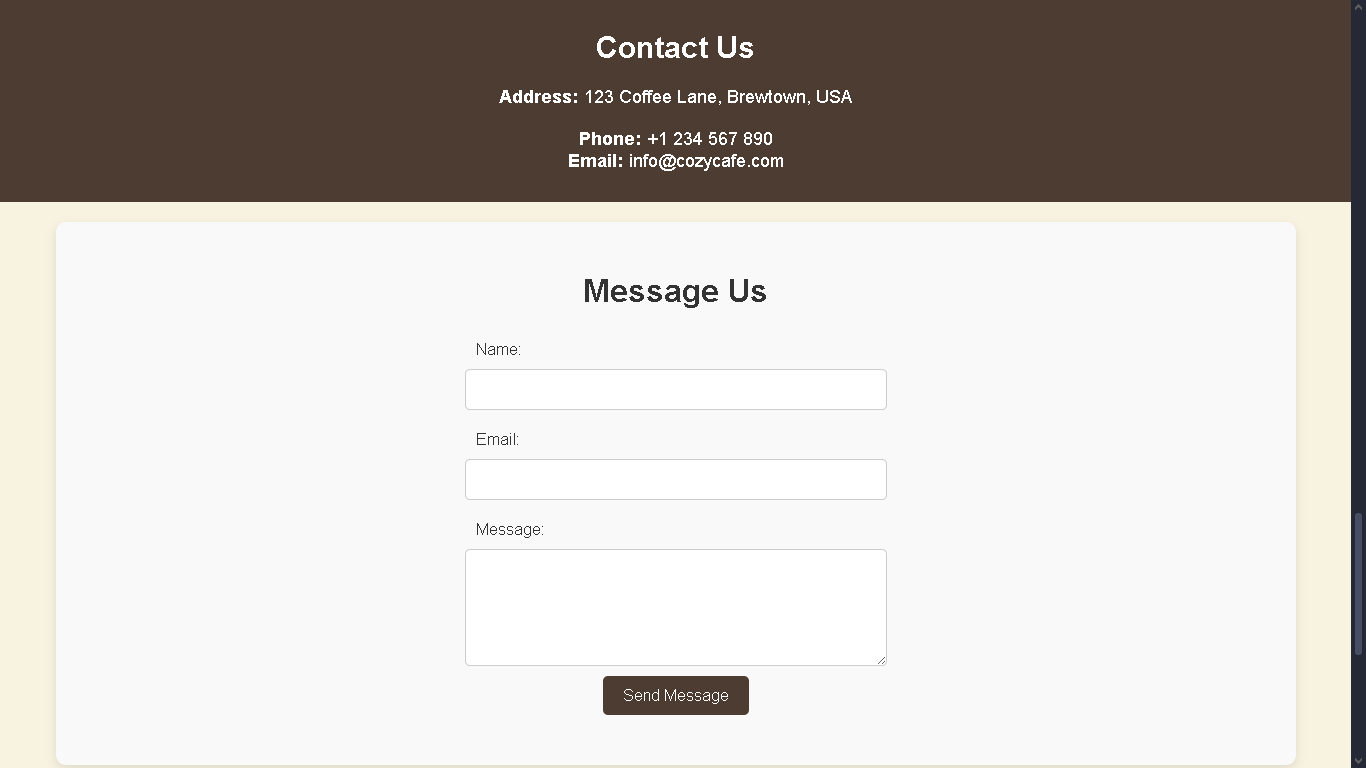 Contact Us
Address: 123 Coffee Lane, Brewtown, USA
Phone: +1 234 567 890
Email: info@cozycafe.com
Message Us
Name:
Email:
Message:
Send Message